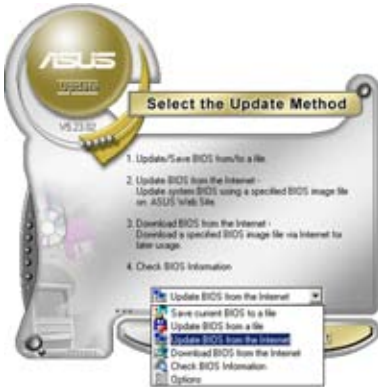 ASUS
Update
V5.23.02
Select the Update Method
1. Update/Save BIOS from/to a file
2. Update BIOS from the Internet -
Update system BIOS using a specified BIOS image file
on ASUS Web Site.
3. Download BIOS from the Internet -
Download a specified BIOS image file via Internet for
later usage.
4. Check BIOS Information
Update BIOS from the Internet
Save current BIOS to a file
Update BIOS from a file
Update BIOS from the Internet
Download BIOS from the Internet
Check BIOS Information
Options